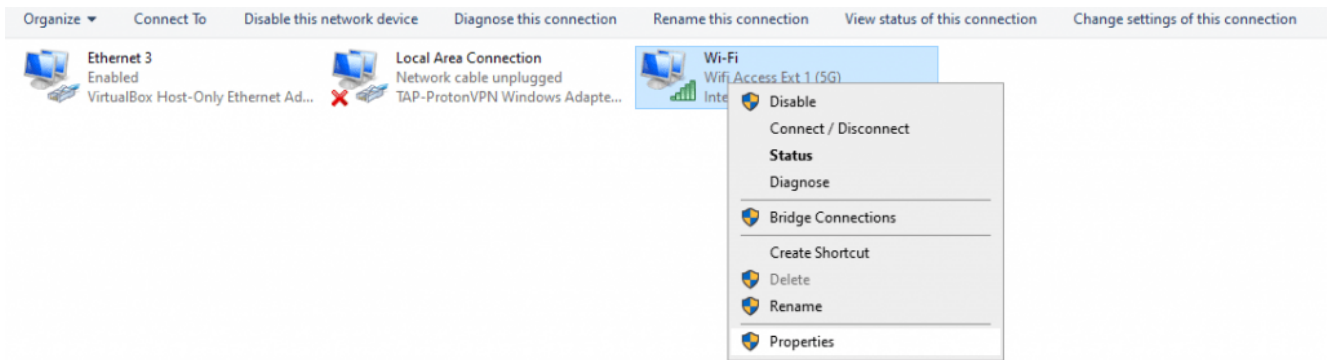 Organize Connect To Disable this network device Diagnose this connection Rename this connection View status of this connection Change settings of this connection
Ethernet 3
Enabled
VirtualBox Host-Only Ethernet Ad...
Local Area Connection
Network cable unplugged
TAP-ProtonVPN Windows Adapte...
Wi-Fi
Wifi Access Ext 1 (5G)
Inte
Disable
Connect / Disconnect
Status
Diagnose
Bridge Connections
Create Shortcut
Delete
Rename
Properties